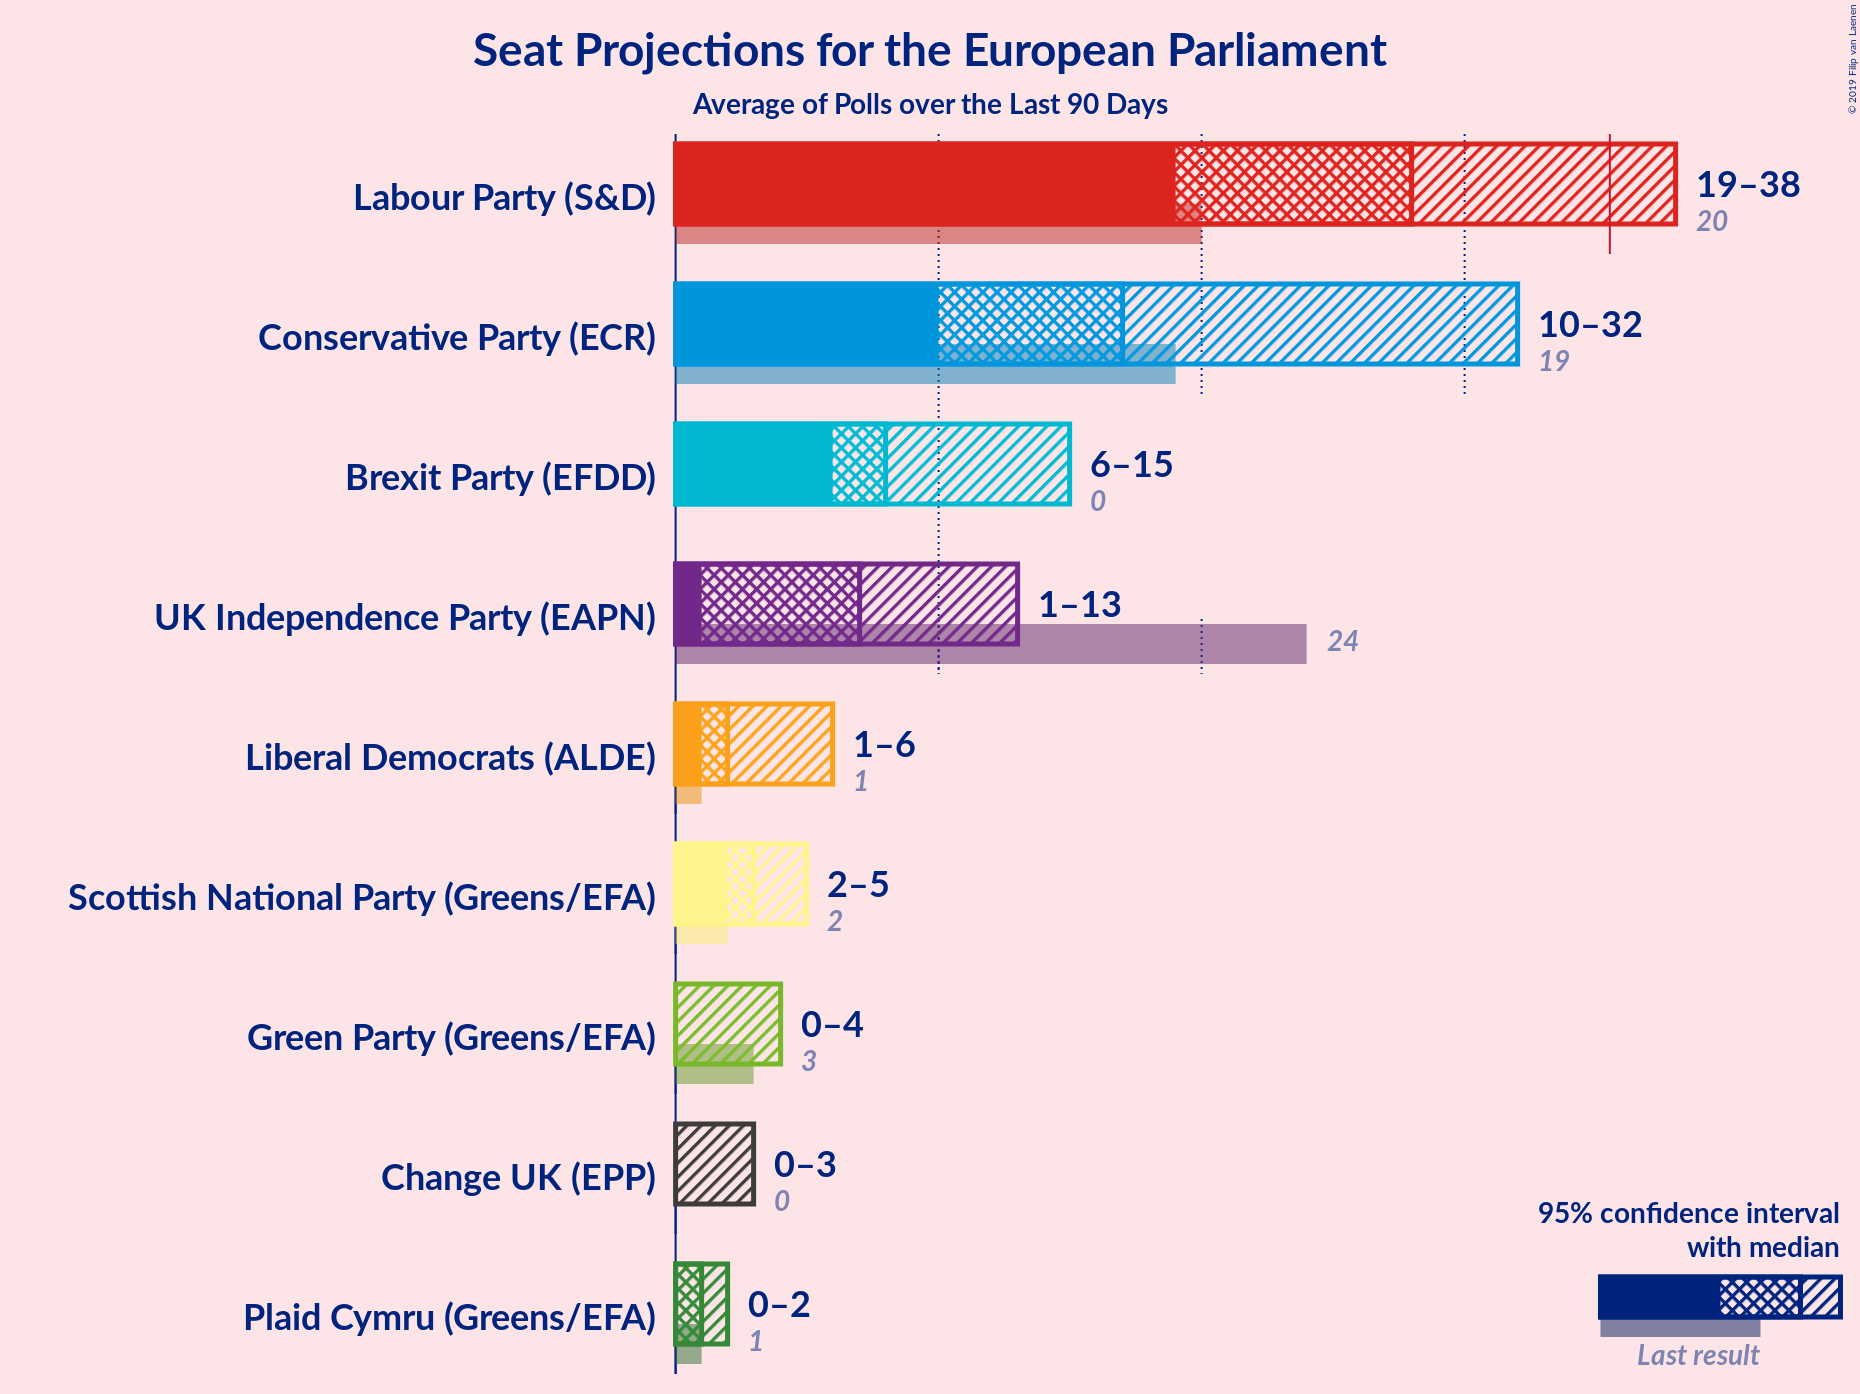 Seat Projections for the European Parliament
Average of Polls over the Last 90 Days
© 2019 Filip van Laenen
Labour Party (S&D)
19–38
20
Conservative Party (ECR)
10–32
19
Brexit Party (EFDD)
6–15
0
UK Independence Party (EAPN)
1–13
24
Liberal Democrats (ALDE)
1–6
1
Scottish National Party (Greens/EFA)
2–5
2
Green Party (Greens/EFA)
0–4
3
Change UK (EPP)
0–3
0
Plaid Cymru (Greens/EFA)
0–2
1
95% confidence interval
with median
Last result